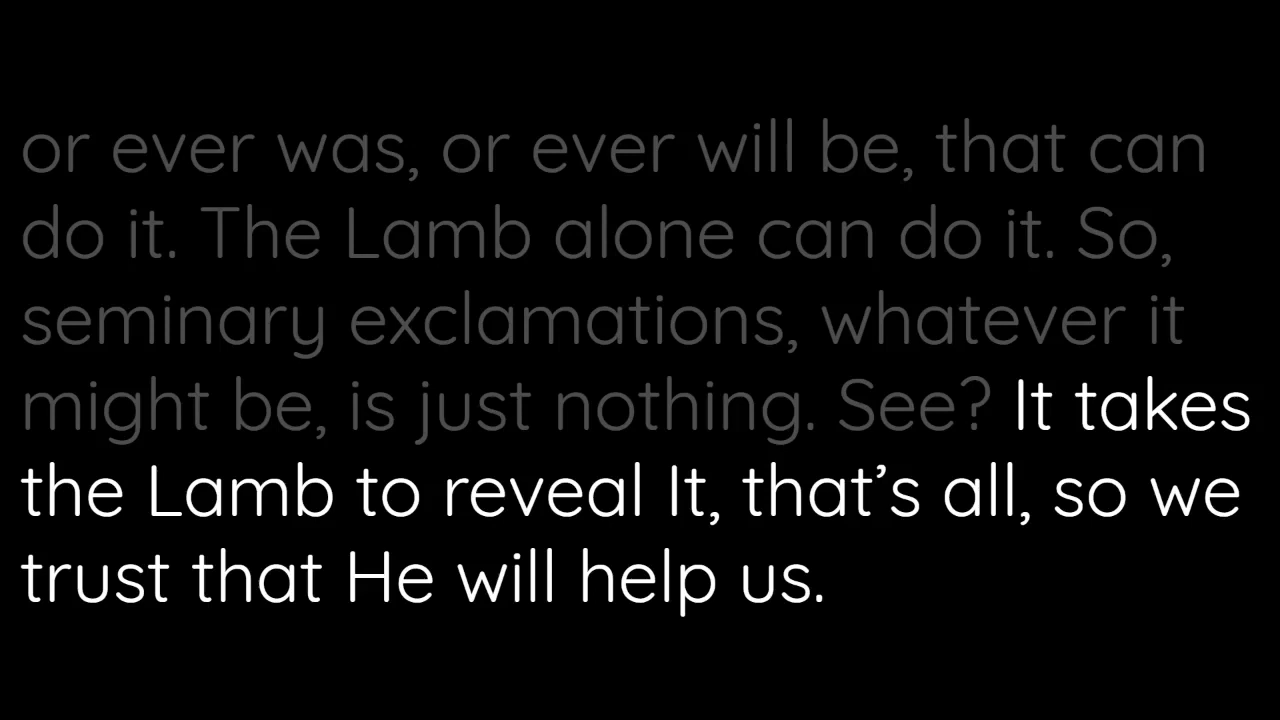 or ever was, or ever will be, that can
do it. The Lamb alone can do it. So,
seminary exclamations, whatever it
might be, is just nothing. See? It takes
the Lamb to reveal It, that’s all, so we
trust that He will help us.